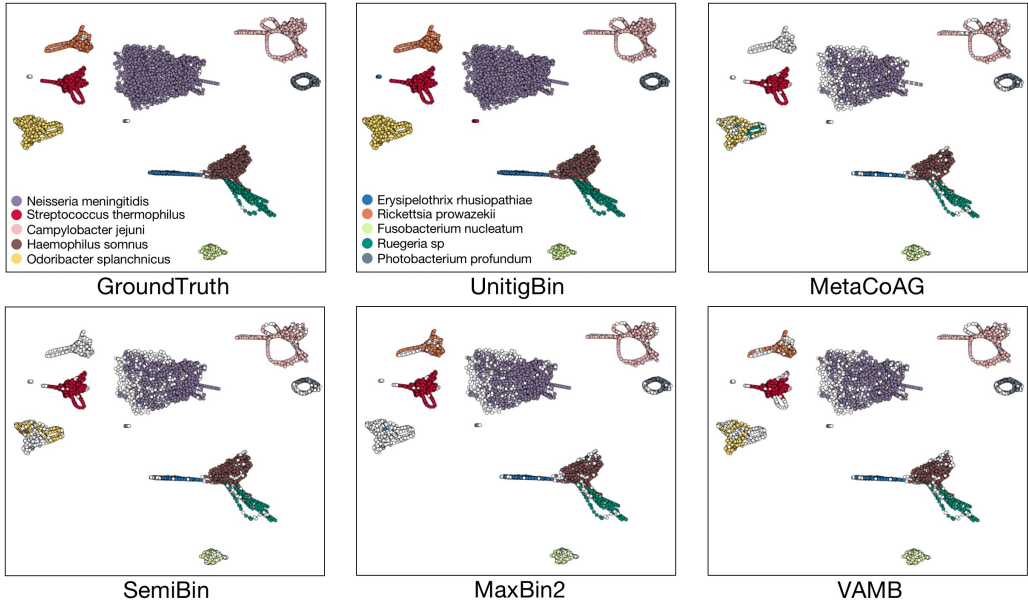 Neisseria meningitidis
Streptococcus thermophilus
Campylobacter jejuni
Haemophilus somnus
Odoribacter splanchnicus
Erysipelothrix rhusiopathiae
Rickettsia prowazekii
Fusobacterium nucleatum
Ruegeria sp
Photobacterium profundum
GroundTruth
UnitigBin
MetaCoAG
SemiBin
MaxBin2
VAMB